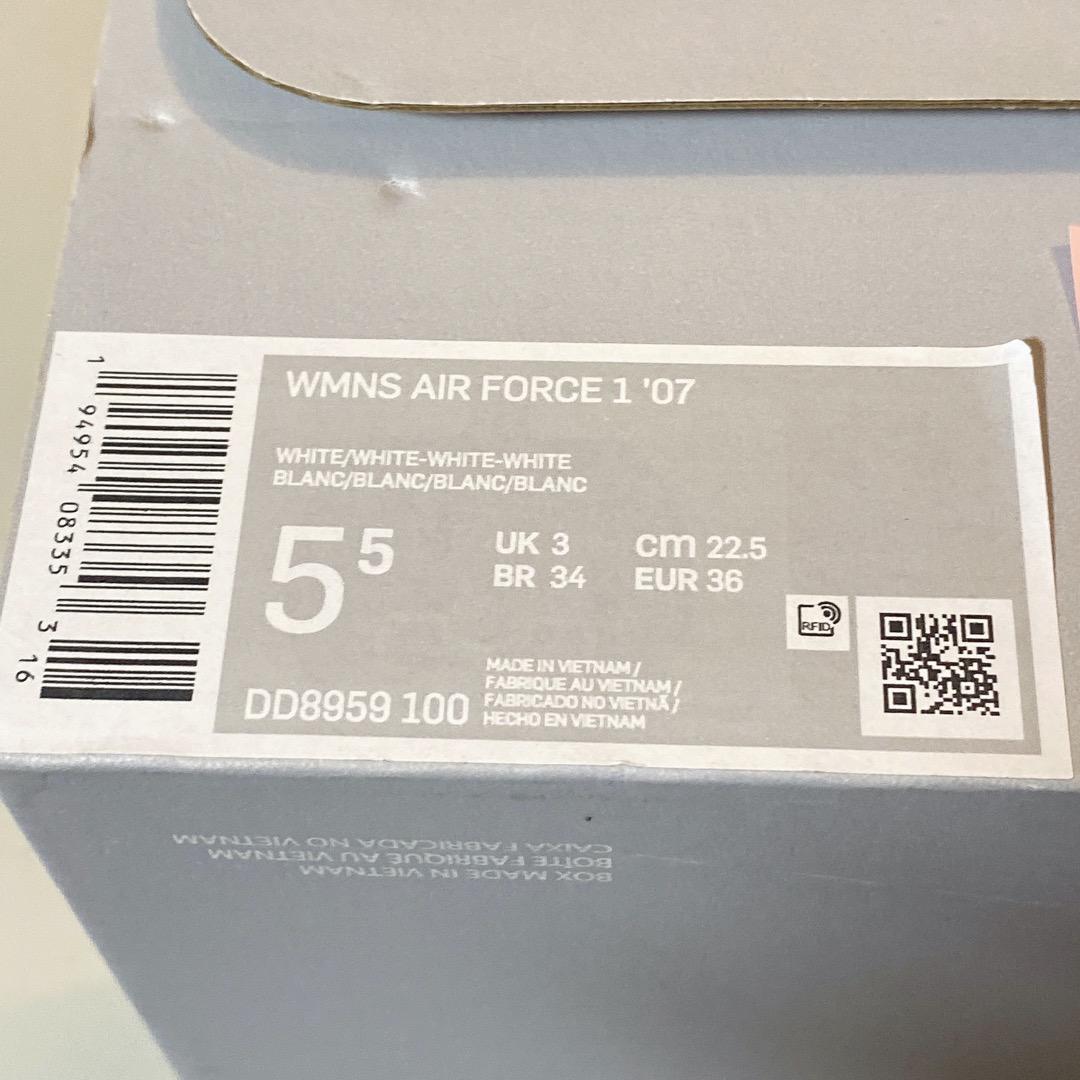 WMNS AIR FORCE 1 '07
WHITE/WHITE-WHITE-WHITE
BLANC/BLANC/BLANC/BLANC
5⁵
UK 3
cm 22.5
BR 34
EUR 36
RFID
MADE IN VIETNAM /
FABRIQUE AU VIETNAM /
FABRICADO NO VIETNÃ /
HECHO EN VIETNAM
DD8959 100
1 94954 08335 3 16
BOX MADE IN VIETNAM
BOITE FABRIQUÉ AU VIETNAM
CAIXA FABRICADA NO VIETNAM